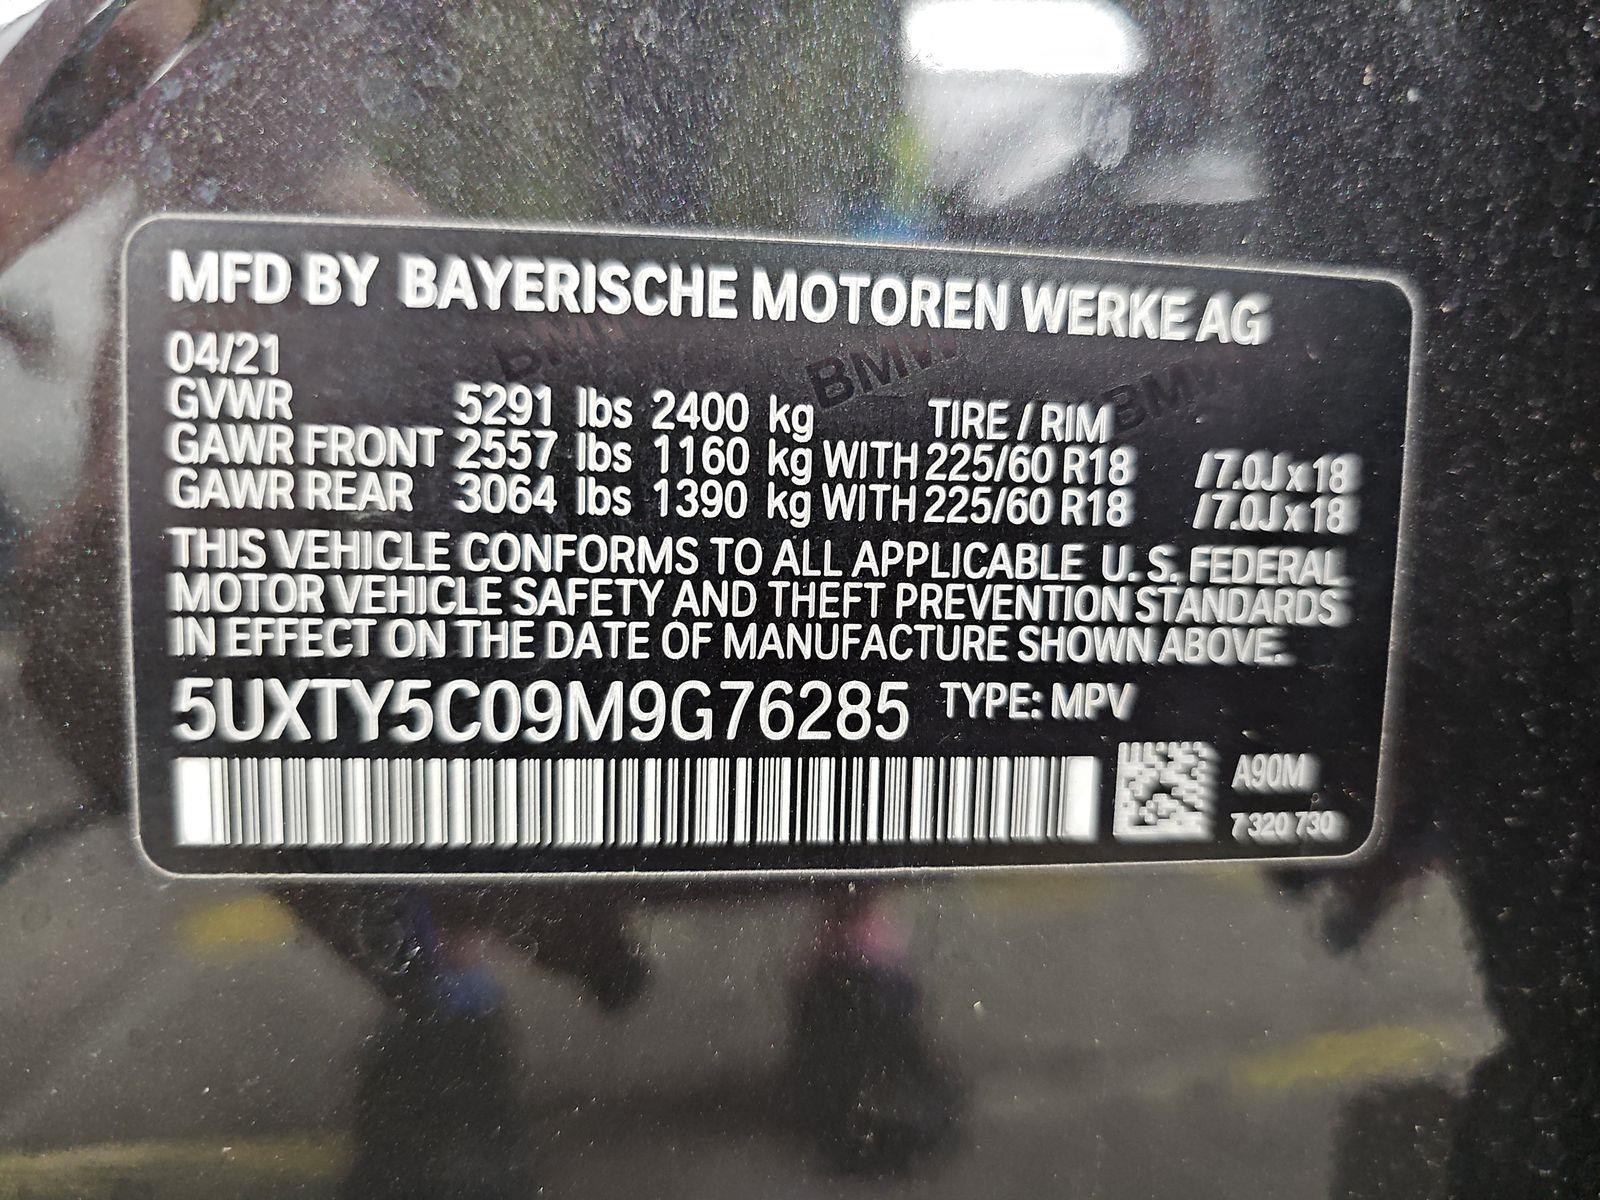 MFD BY BAYERISCHE MOTOREN WERKE AG
04/21
GVWR 5291 lbs 2400 kg TIRE / RIM
GAWR FRONT 2557 lbs 1160 kg WITH 225/60 R18 /7.0J x 18
GAWR REAR 3064 lbs 1390 kg WITH 225/60 R18 /7.0J x 18
THIS VEHICLE CONFORMS TO ALL APPLICABLE U. S. FEDERAL
MOTOR VEHICLE SAFETY AND THEFT PREVENTION STANDARDS
IN EFFECT ON THE DATE OF MANUFACTURE SHOWN ABOVE.
5UXTY5C09M9G76285 TYPE: MPV
A90M
7 320 730
BMW BMW BMW